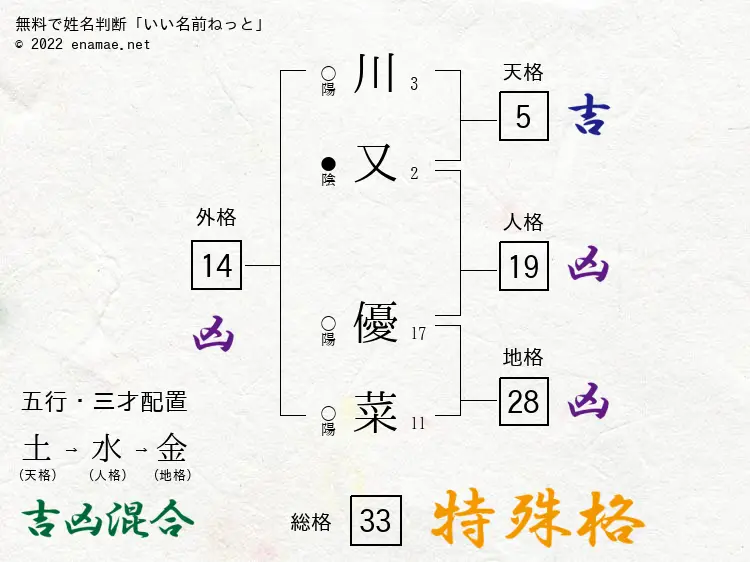 無料で姓名判断「いい名前ねっと」
© 2022 enamae.net
川 3
○陽
又 2
●陰
優 17
○陽
菜 11
○陽
天格
5 吉
人格
19 凶
地格
28 凶
外格
14
凶
五行・三才配置
土→水→金
(天格) (人格) (地格)
吉凶混合
総格 33 特殊格